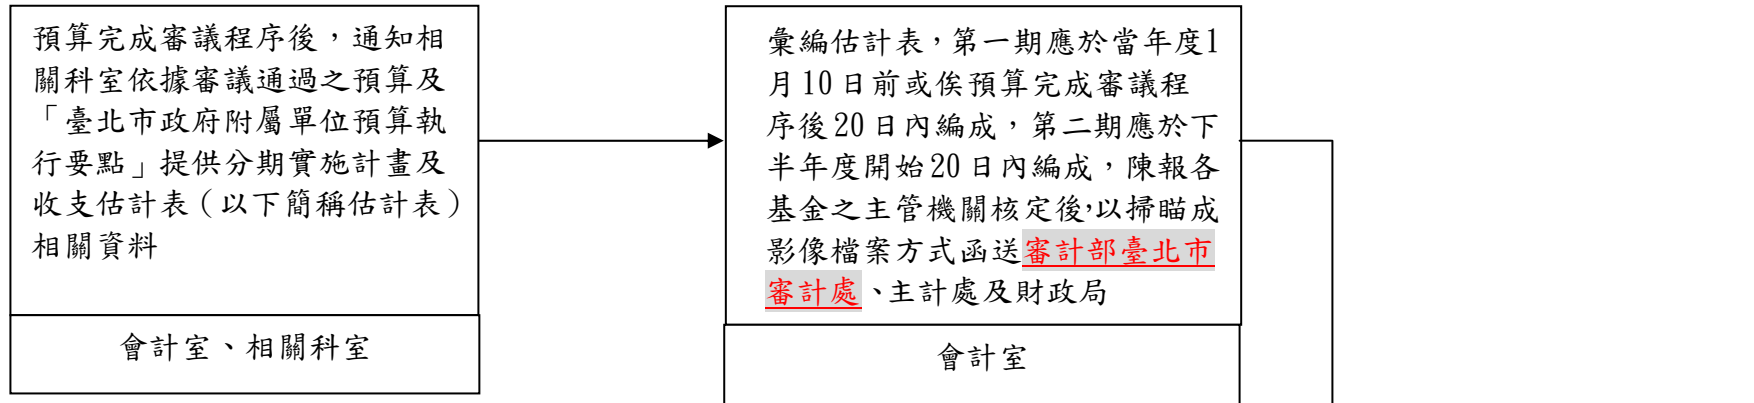 預算完成審議程序後，通知相
關科室依據審議通過之預算及
「臺北市政府附屬單位預算執
行要點」提供分期實施計畫及
收支估計表（以下簡稱估計表）
相關資料
會計室、相關科室
彙編估計表，第一期應於當年度1
月10日前或俟預算完成審議程
序後20日內編成，第二期應於下
半年度開始20日內編成，陳報各
基金之主管機關核定後,以掃瞄成
影像檔案方式函送審計部臺北市
審計處、主計處及財政局
會計室